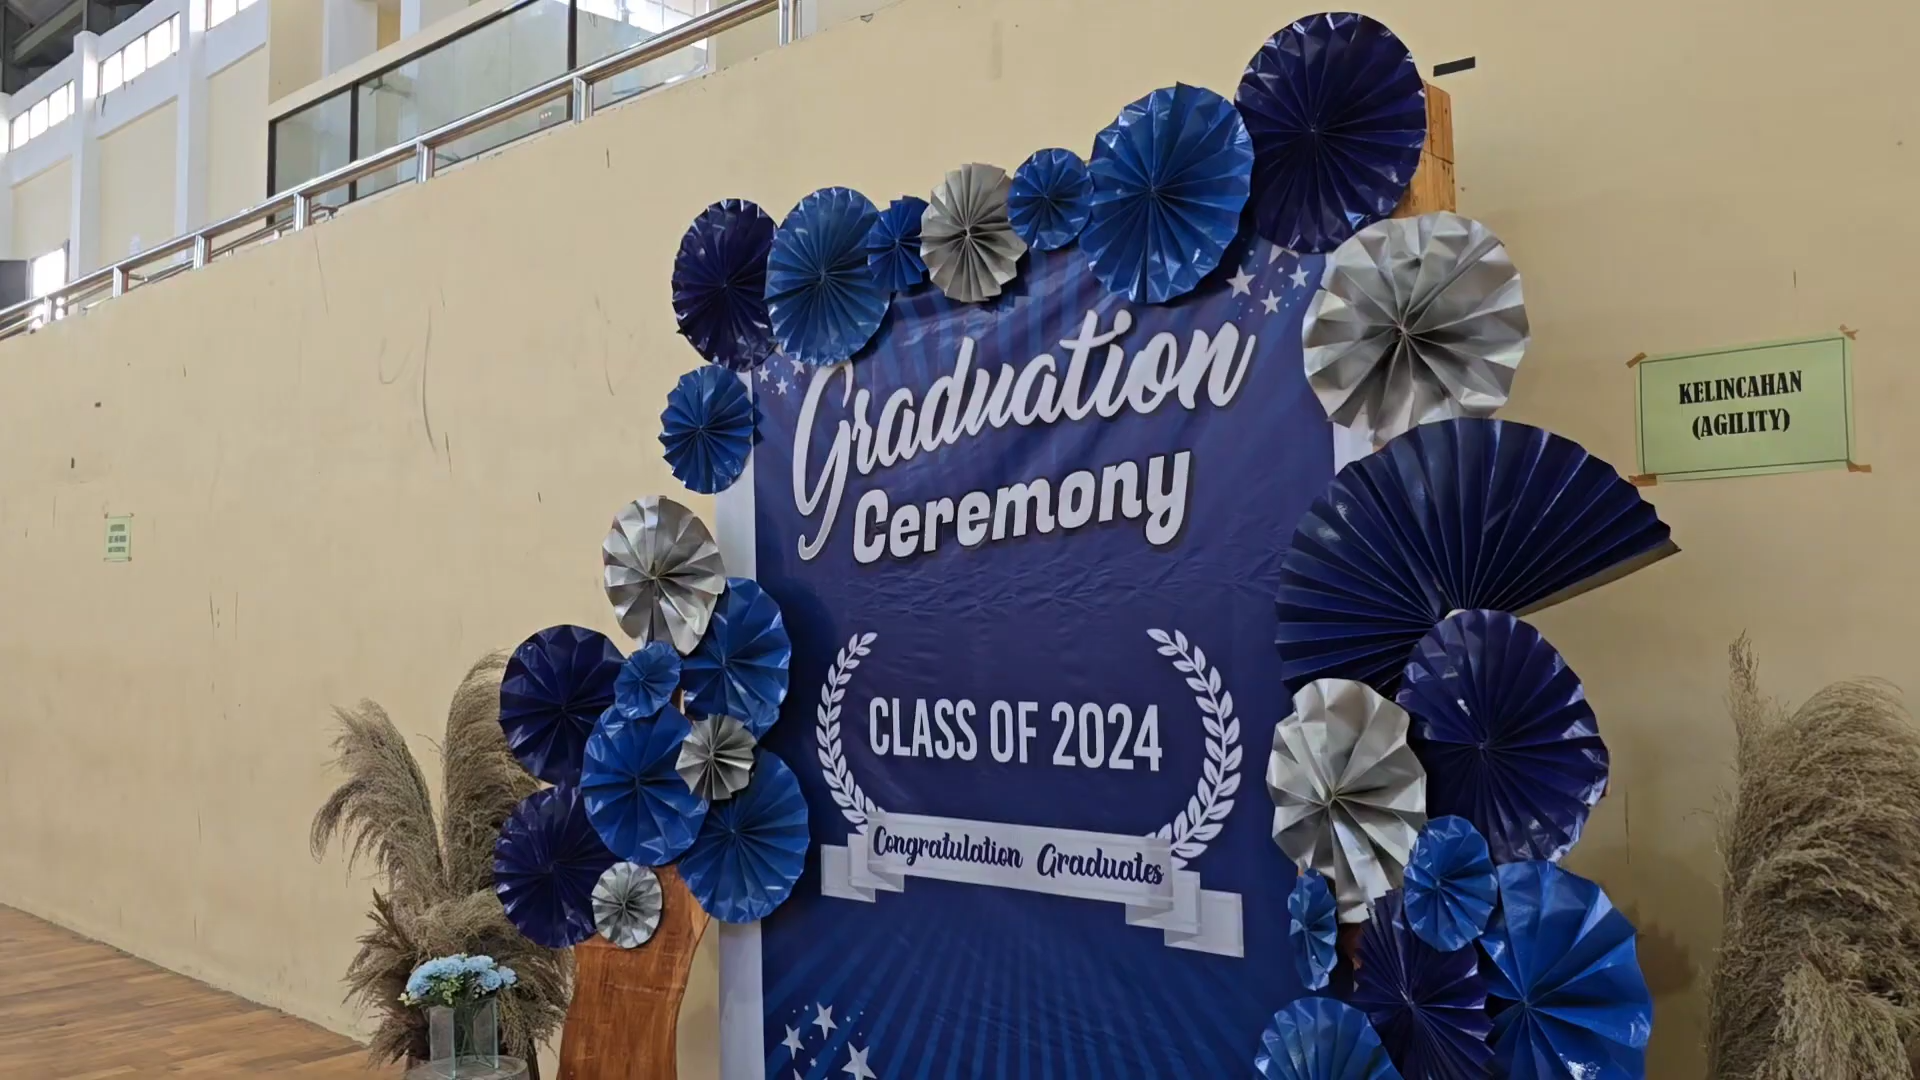 Graduation
Ceremony
CLASS OF 2024
Congratulation Graduates
KELINCAHAN
(AGILITY)